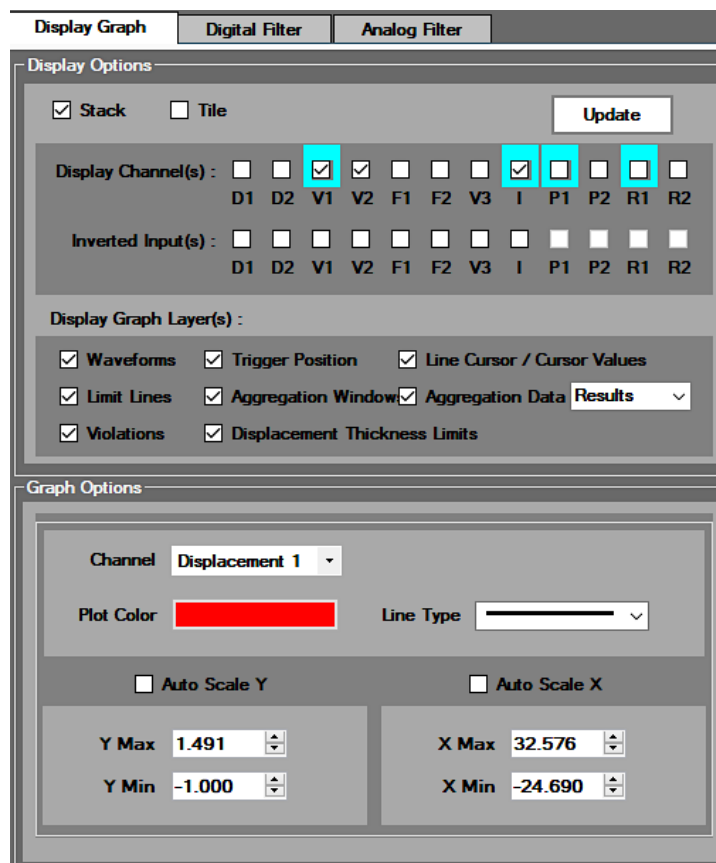 Display Graph Digital Filter Analog Filter
Display Options
Stack Tile Update
Display Channel(s) :
D1 D2 V1 V2 F1 F2 V3 I P1 P2 R1 R2
Inverted Input(s) :
D1 D2 V1 V2 F1 F2 V3 I P1 P2 R1 R2
Display Graph Layer(s) :
Waveforms Trigger Position Line Cursor / Cursor Values
Limit Lines Aggregation Window Aggregation Data Results
Violations Displacement Thickness Limits
Graph Options
Channel Displacement 1
Plot Color Line Type
Auto Scale Y Auto Scale X
Y Max 1.491 X Max 32.576
Y Min -1.000 X Min -24.690